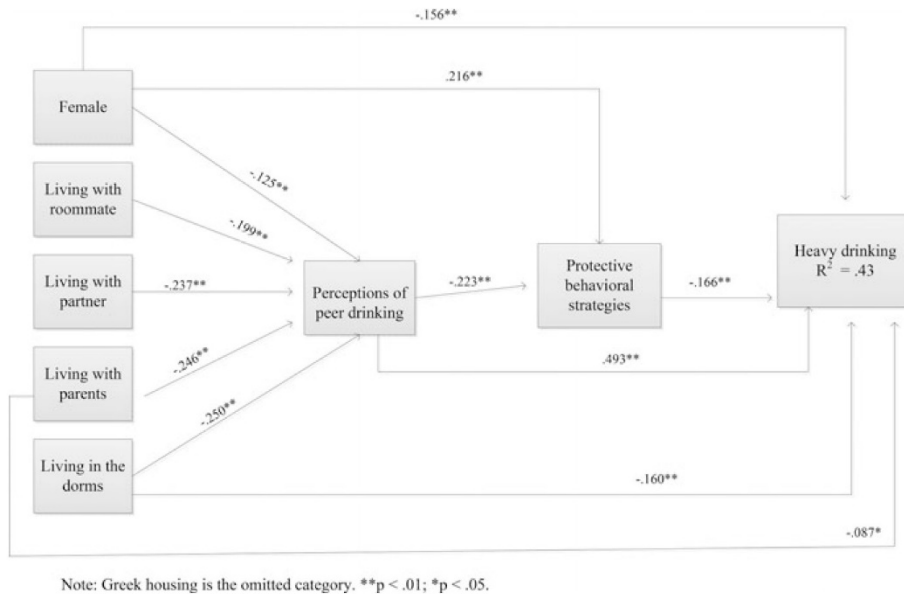 -.156**
.216**
Female
-.125**
Living with
roommate
-.199**
Heavy drinking
R² = .43
Living with
partner
-.237**
Perceptions of
peer drinking
-.223**
Protective
behavioral
strategies
-.166**
Living with
parents
-.246**
.493**
-.250**
Living in the
dorms
-.160**
-.087*
Note: Greek housing is the omitted category. **p < .01; *p < .05.